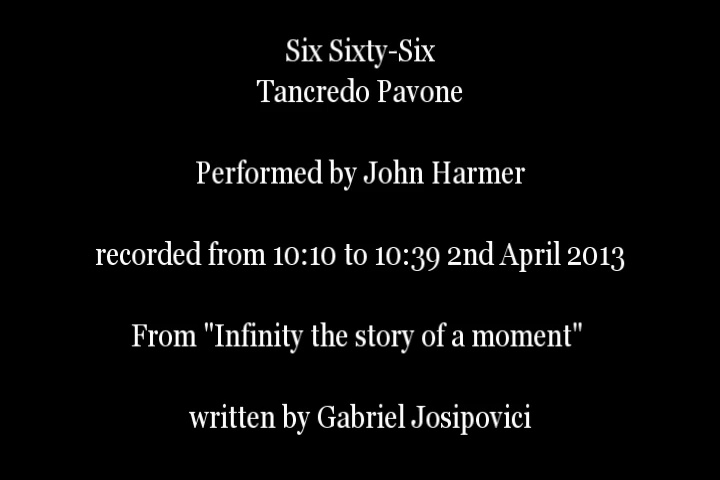 Six Sixty-Six
Tancredo Pavone
Performed by John Harmer
recorded from 10:10 to 10:39 2nd April 2013
From "Infinity the story of a moment"
written by Gabriel Josipovici